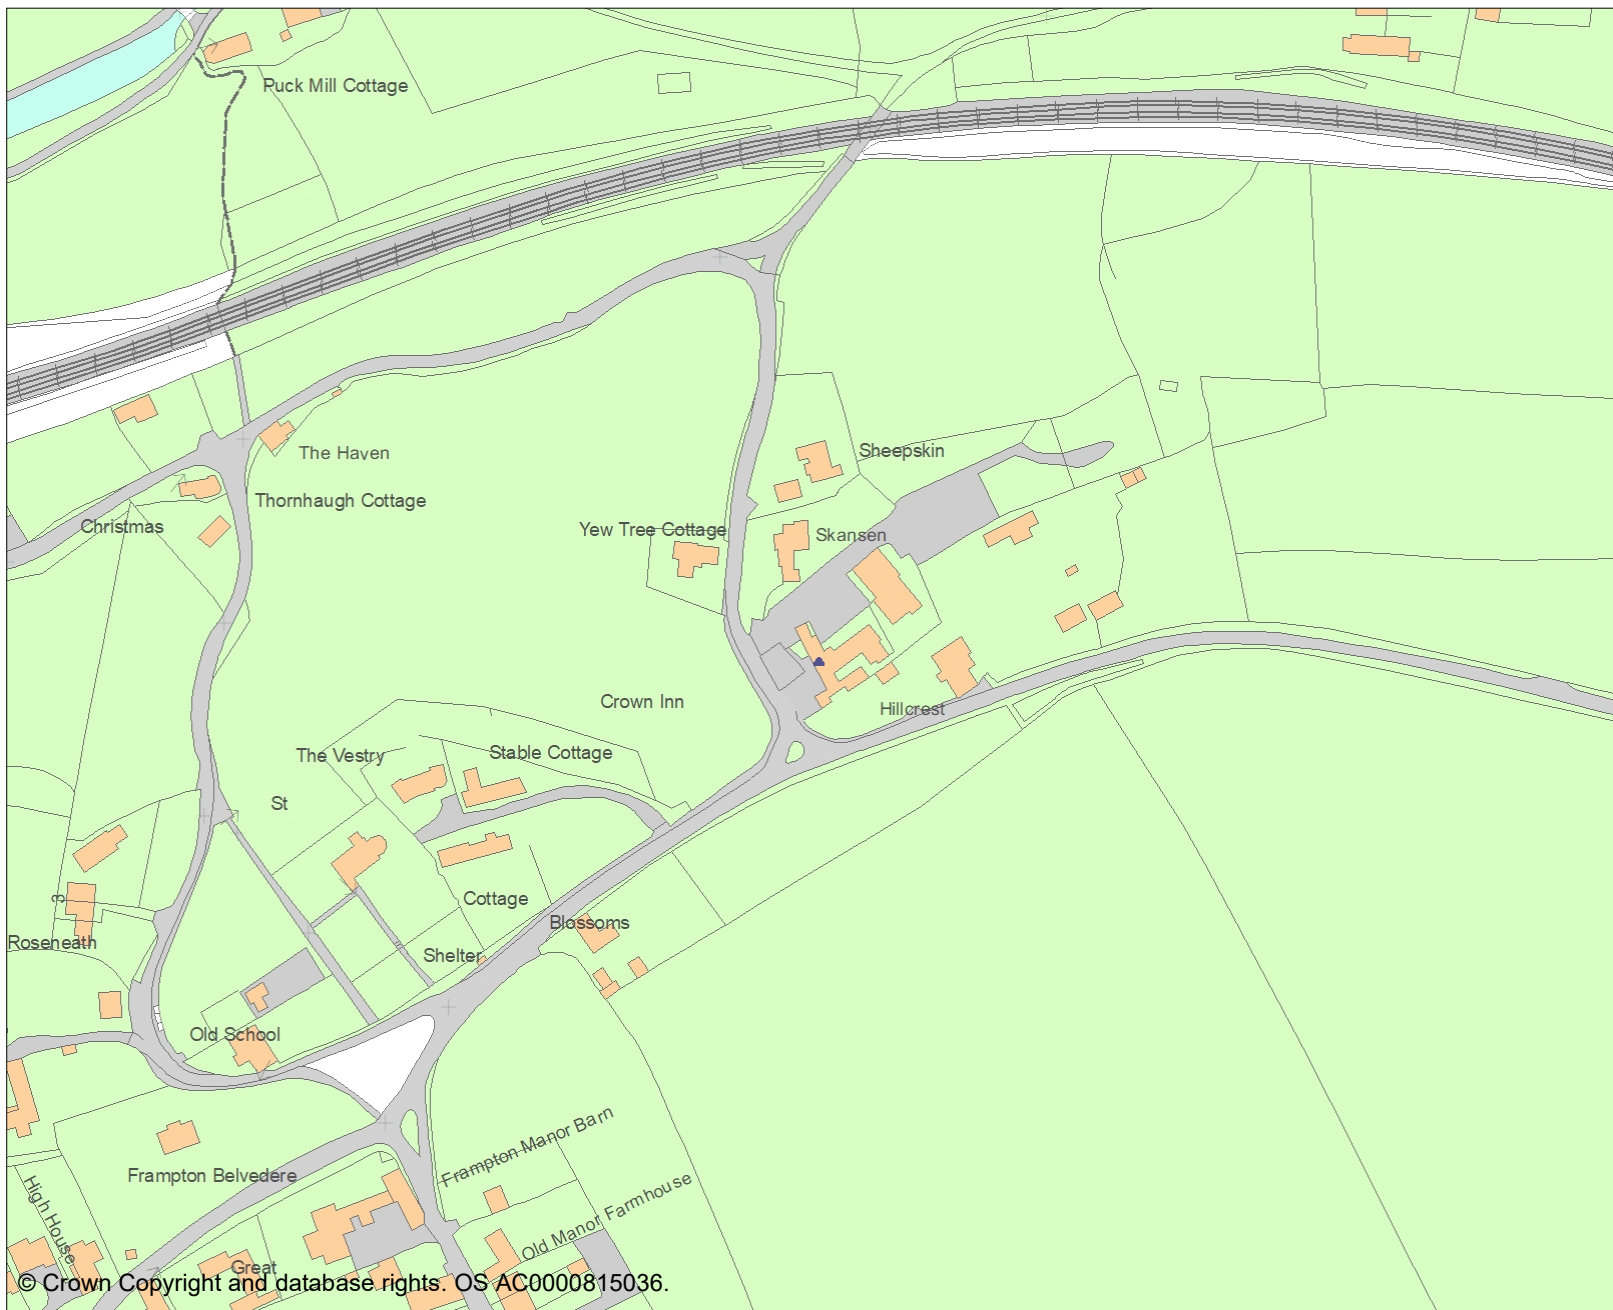 Puck Mill Cottage
The Haven
Sheepskin
Thornhaugh Cottage
Christmas
Yew Tree Cottage
Skansen
Crown Inn
Hillcrest
The Vestry
Stable Cottage
St
Cottage
3
Blossoms
Roseneath
Shelter
Old School
Frampton Manor Barn
Frampton Belvedere
High House
Old Manor Farmhouse
Great
© Crown Copyright and database rights. OS AC0000815036.